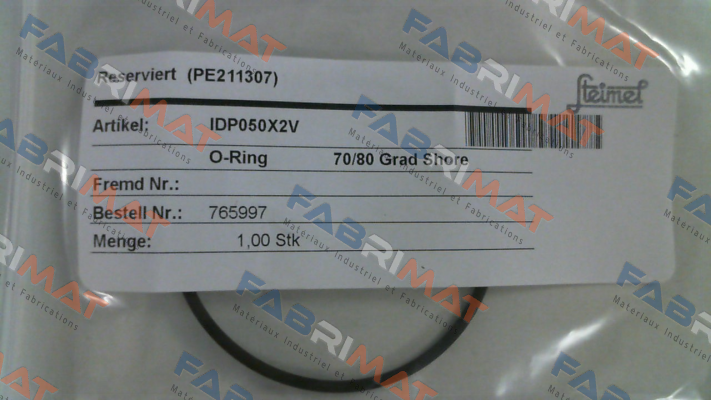 Reserviert (PE211307)
Steimel
Artikel: IDP050X2V
O-Ring 70/80 Grad Shore
Fremd Nr.:
Bestell Nr.: 765997
Menge: 1,00 Stk
FABRIMAT
Materiaux Industriel et Fabrications